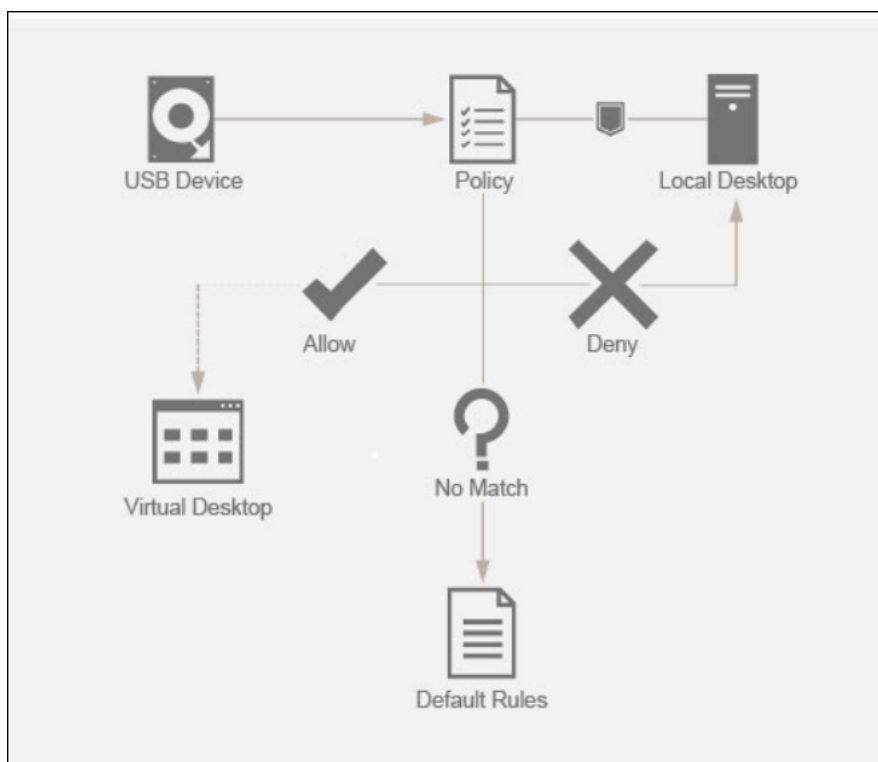 USB Device
Policy
Local Desktop
Allow
Deny
Virtual Desktop
No Match
Default Rules